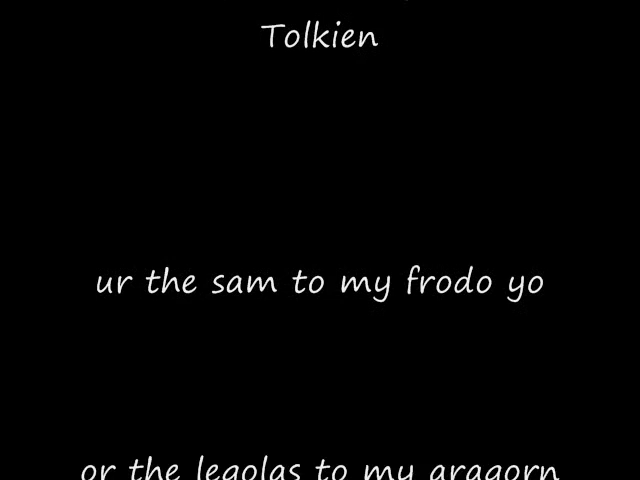 Tolkien
ur the sam to my frodo yo
or the legolas to my aragorn